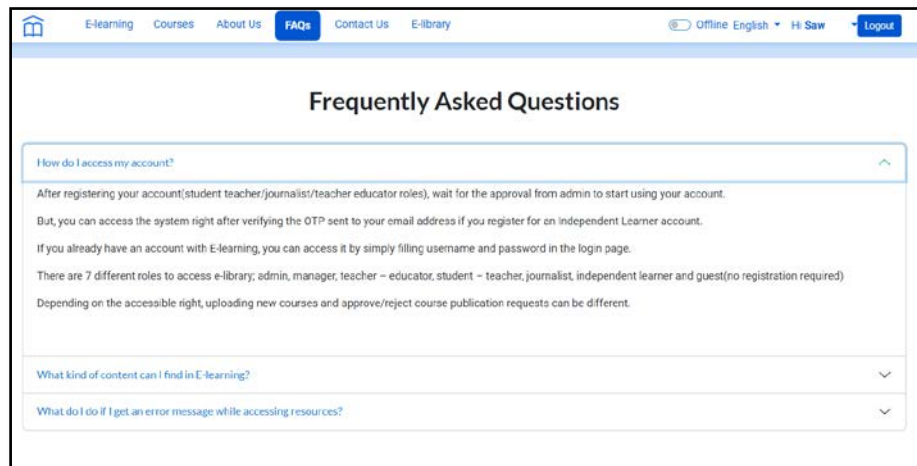 E-learning Courses About Us FAQs Contact Us E-library Offline English Hi Saw Logout
Frequently Asked Questions
How do I access my account?
After registering your account(student teacher/journalist/teacher educator roles), wait for the approval from admin to start using your account.
But, you can access the system right after verifying the OTP sent to your email address if you register for an Independent Learner account.
If you already have an account with E-learning, you can access it by simply filling username and password in the login page.
There are 7 different roles to access e-library; admin, manager, teacher – educator, student – teacher, journalist, independent learner and guest(no registration required)
Depending on the accessible right, uploading new courses and approve/reject course publication requests can be different.
What kind of content can I find in E-learning?
What do I do if I get an error message while accessing resources?